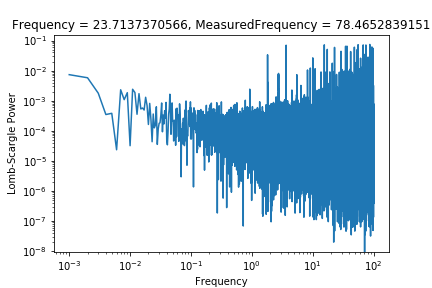 Frequency = 23.7137370566, MeasuredFrequency = 78.4652839151
10⁻¹
10⁻²
10⁻³
10⁻⁴
10⁻⁵
10⁻⁶
10⁻⁷
10⁻⁸
Lomb-Scargle Power
10⁻³ 10⁻² 10⁻¹ 10⁰ 10¹ 10²
Frequency